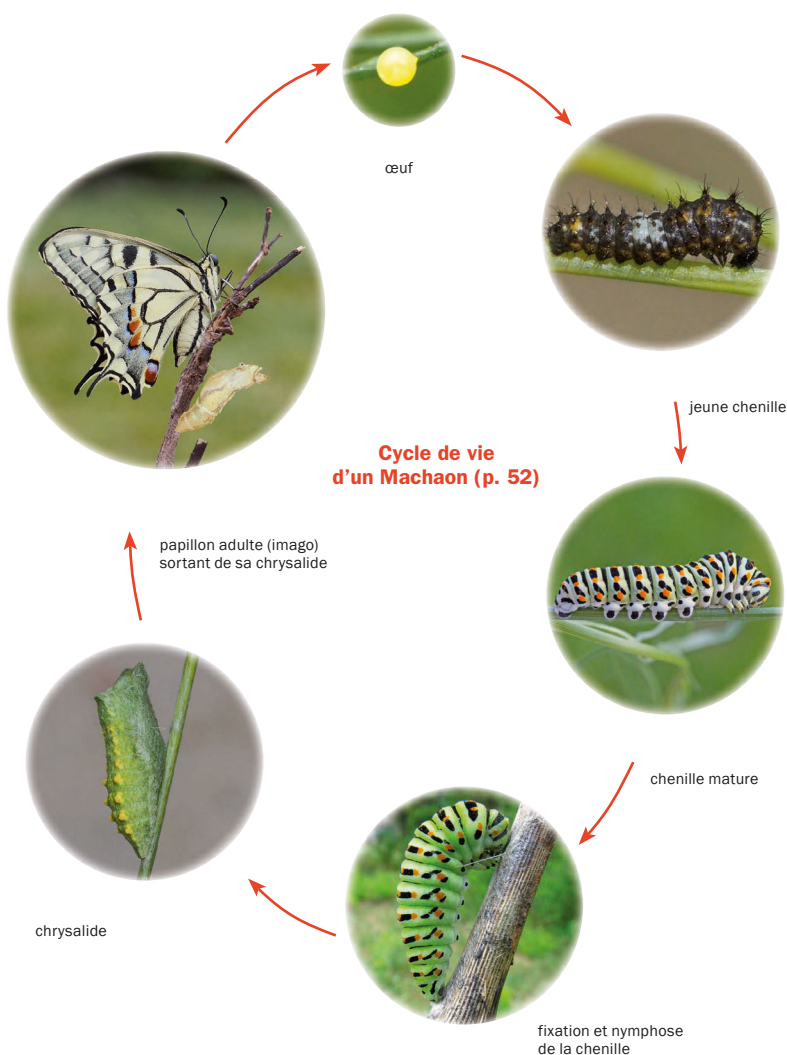 œuf
jeune chenille
Cycle de vie
d'un Machaon (p. 52)
papillon adulte (imago)
sortant de sa chrysalide
chenille mature
chrysalide
fixation et nymphose
de la chenille